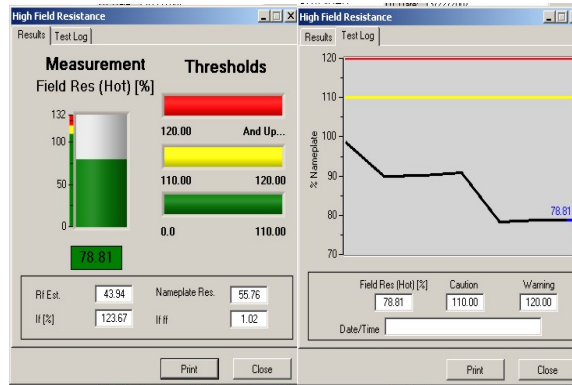 High Field Resistance
Results Test Log
Measurement
Field Res (Hot) [%]
132
100
50
0
78.81
Thresholds
120.00 And Up...
110.00 120.00
0.0 110.00
Rf Est. 43.94 Nameplate Res. 55.76
If [%] 123.67 If ff 1.02
Print Close
High Field Resistance
Results Test Log
120
110
100
90
80
70
% Nameplate
78.81
Field Res (Hot) [%] Caution Warning
78.81 110.00 120.00
Date/Time
Print Close